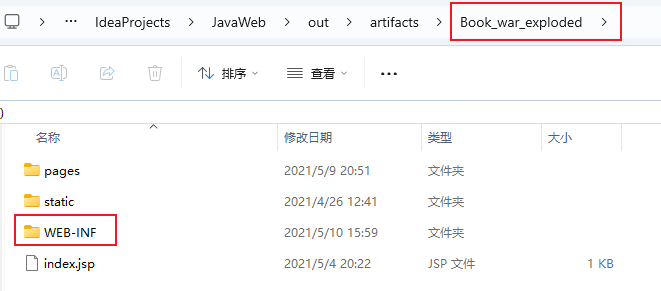 IdeaProjects > JavaWeb > out > artifacts > Book_war_exploded >
排序 查看 ...
)
名称 修改日期 类型 大小
pages 2021/5/9 20:51 文件夹
static 2021/4/26 12:41 文件夹
WEB-INF 2021/5/10 15:59 文件夹
index.jsp 2021/5/4 20:22 JSP 文件 1 KB